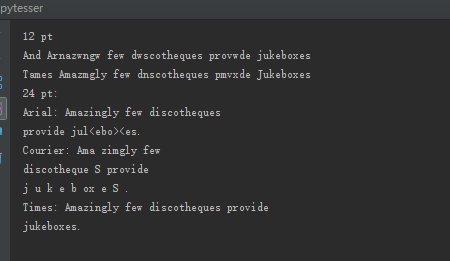 pytesser
12 pt
And Arnazwngw few dwscotheques provwde jukeboxes
Tames Amazmgly few dnscotheques pmvxde Jukeboxes
24 pt:
Arial: Amazingly few discotheques
provide jul<ebo><es.
Courier: Ama zimgly few
discotheque S provide
j u k e b ox e S .
Times: Amazingly few discotheques provide
jukeboxes.